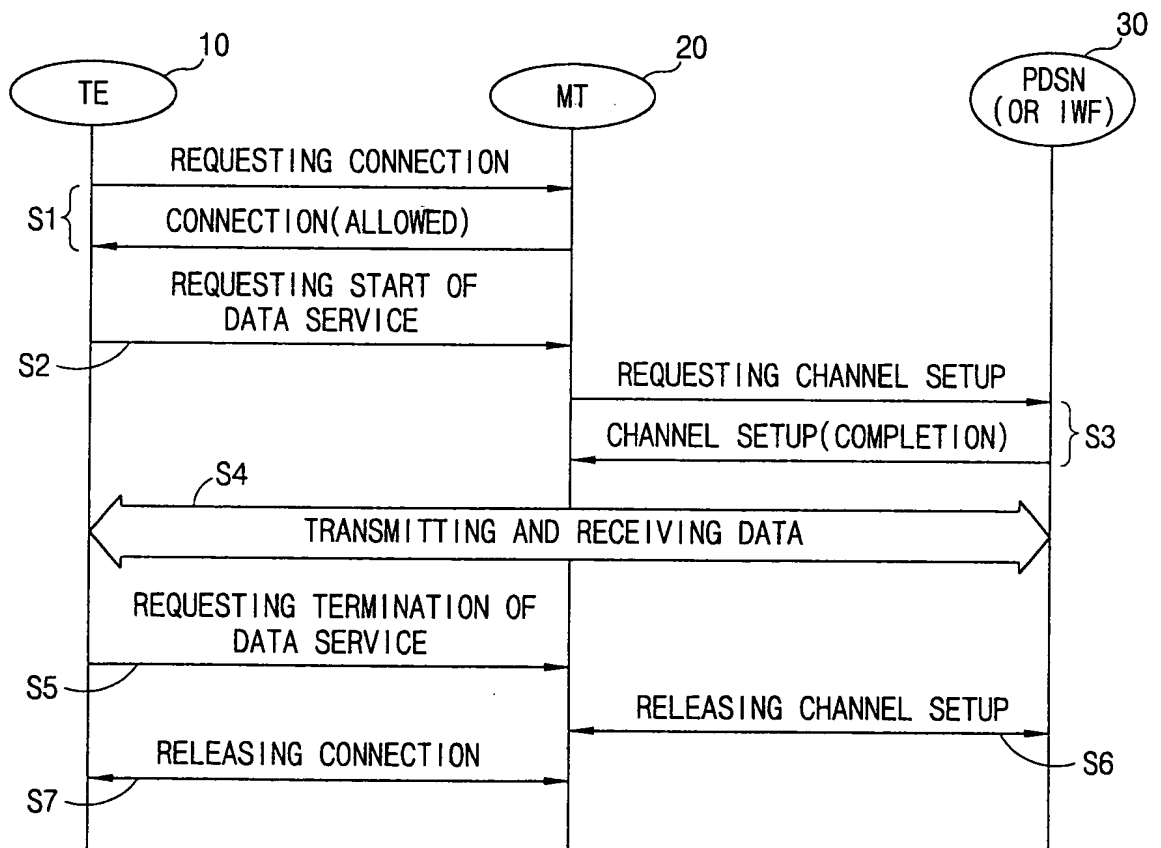 10
20
30
TE
MT
PDSN
(OR IWF)
REQUESTING CONNECTION
S1
CONNECTION(ALLOWED)
REQUESTING START OF
DATA SERVICE
S2
REQUESTING CHANNEL SETUP
CHANNEL SETUP(COMPLETION)
S3
S4
TRANSMITTING AND RECEIVING DATA
REQUESTING TERMINATION OF
DATA SERVICE
S5
RELEASING CHANNEL SETUP
S6
RELEASING CONNECTION
S7